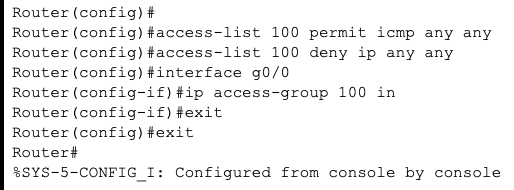 Router(config)#
Router(config)#access-list 100 permit icmp any any
Router(config)#access-list 100 deny ip any any
Router(config)#interface g0/0
Router(config-if)#ip access-group 100 in
Router(config-if)#exit
Router(config)#exit
Router#
%SYS-5-CONFIG_I: Configured from console by console